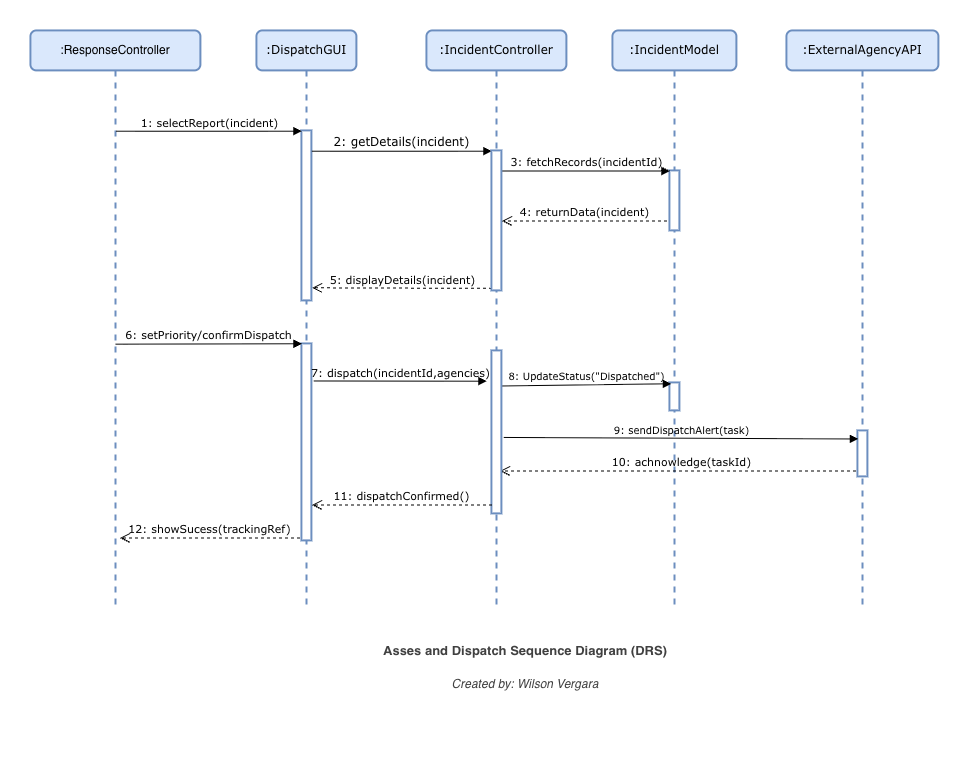 :ResponseController
:DispatchGUI
:IncidentController
:IncidentModel
:ExternalAgencyAPI
1: selectReport(incident)
2: getDetails(incident)
3: fetchRecords(incidentId)
4: returnData(incident)
5: displayDetails(incident)
6: setPriority/confirmDispatch
7: dispatch(incidentId,agencies)
8: UpdateStatus("Dispatched")
9: sendDispatchAlert(task)
10: achnowledge(taskId)
11: dispatchConfirmed()
12: showSucess(trackingRef)
Asses and Dispatch Sequence Diagram (DRS)
Created by: Wilson Vergara